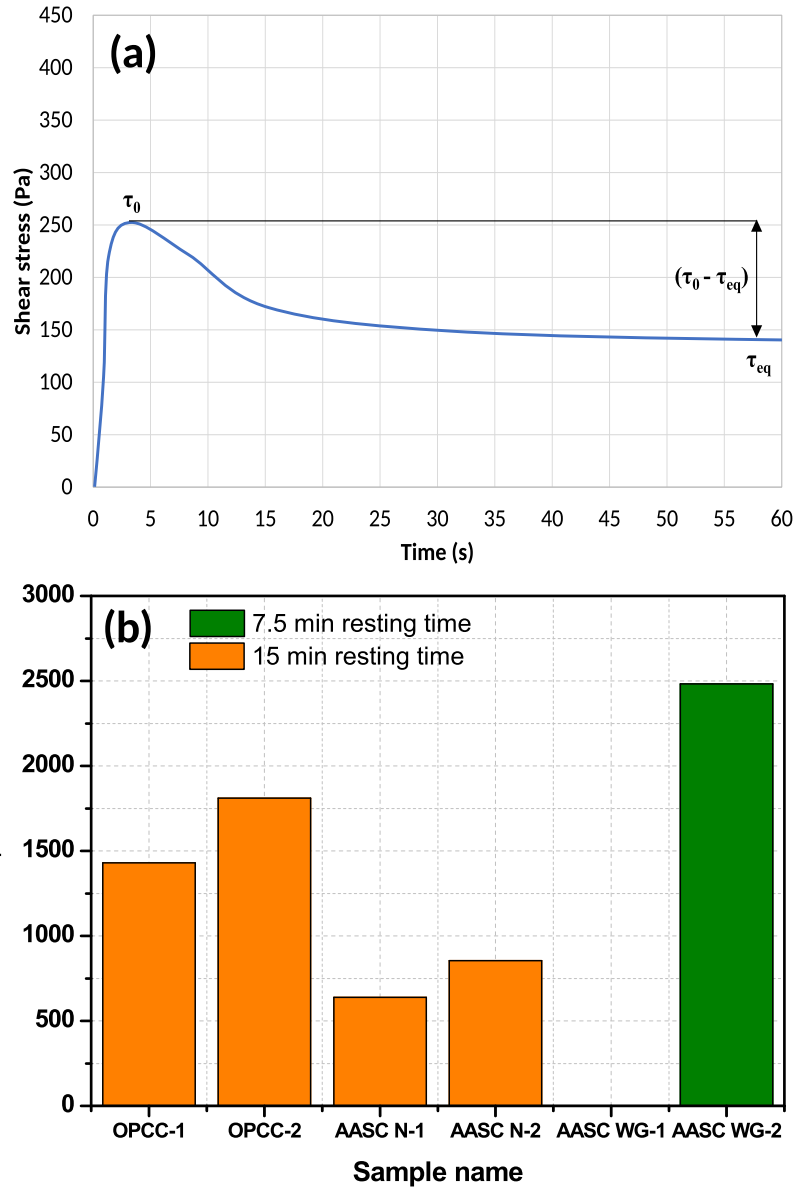 450
(a)
400
350
300
250
200
150
100
50
0
Shear stress (Pa)
τ0
(τ0 - τeq)
τeq
0 5 10 15 20 25 30 35 40 45 50 55 60
Time (s)
3000
(b)
7.5 min resting time
15 min resting time
2500
2000
1500
1000
500
0
OPCC-1 OPCC-2 AASC N-1 AASC N-2 AASC WG-1 AASC WG-2
Sample name